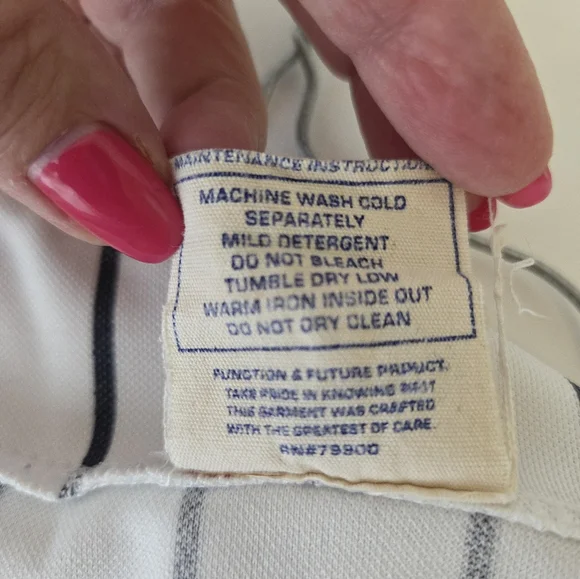 MAINTENANCE INSTRUCTION
MACHINE WASH COLD
SEPARATELY
MILD DETERGENT
DO NOT BLEACH
TUMBLE DRY LOW
WARM IRON INSIDE OUT
DO NOT DRY CLEAN
FUNCTION & FUTURE PRODUCT.
TAKE PRIDE IN KNOWING THAT
THIS GARMENT WAS CRAFTED
WITH THE GREATEST OF CARE.
RN#79900